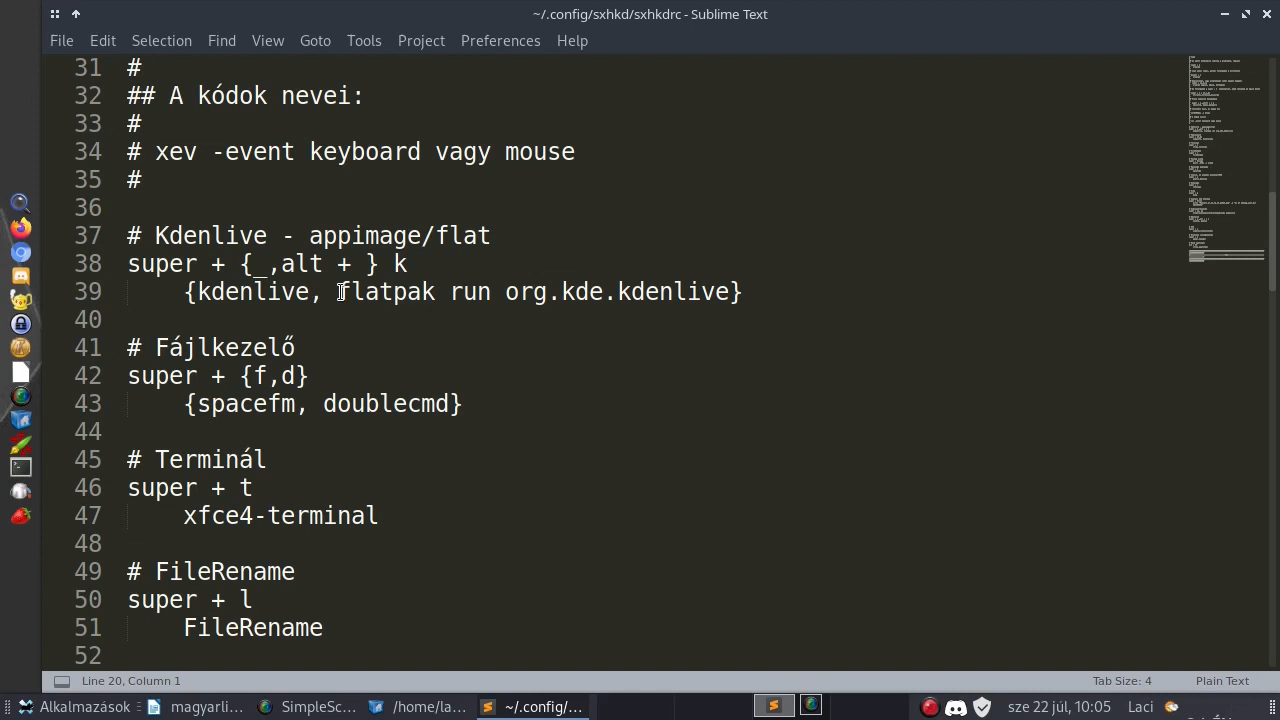 ~/.config/sxhkd/sxhkdrc - Sublime Text
File Edit Selection Find View Goto Tools Project Preferences Help
31 #
32 ## A kódok nevei:
33 #
34 # xev -event keyboard vagy mouse
35 #
36
37 # Kdenlive - appimage/flat
38 super + {_,alt + } k
39 {kdenlive, flatpak run org.kde.kdenlive}
40
41 # Fájlkezelő
42 super + {f,d}
43 {spacefm, doublecmd}
44
45 # Terminál
46 super + t
47 xfce4-terminal
48
49 # FileRename
50 super + l
51 FileRename
52
Line 20, Column 1 Tab Size: 4 Plain Text
Alkalmazások magyarli... SimpleSc... /home/la... ~/.config/... sze 22 júl, 10:05 Laci